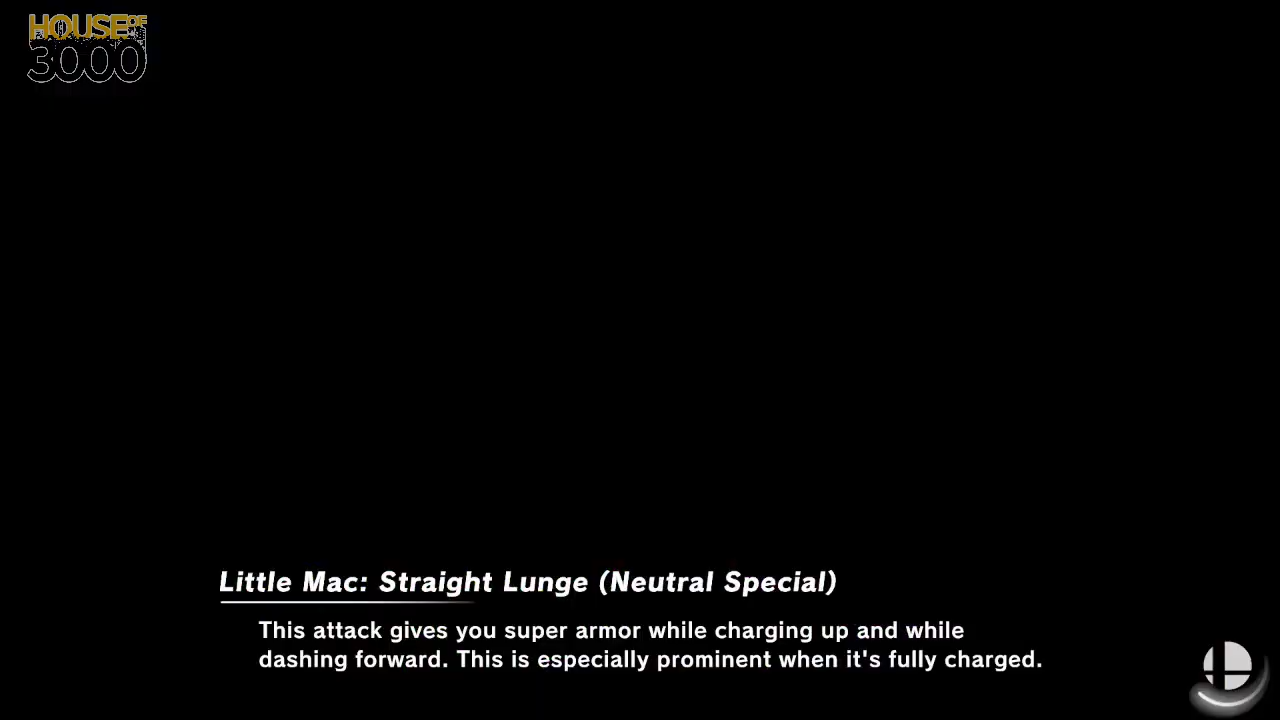 HOUSE OF
3000
Little Mac: Straight Lunge (Neutral Special)
This attack gives you super armor while charging up and while
dashing forward. This is especially prominent when it's fully charged.